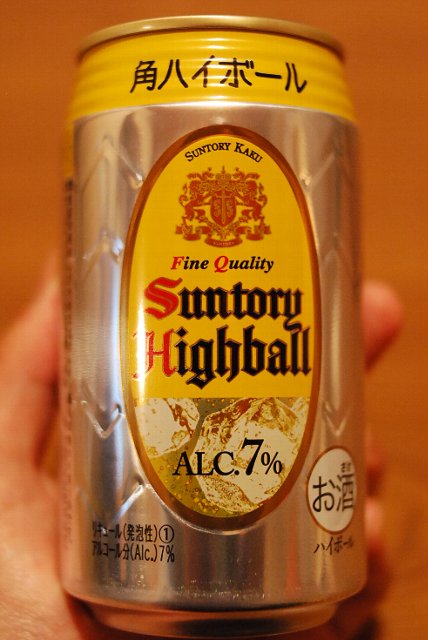 角ハイボール
SUNTORY KAKU
Fine Quality
Suntory
Highball
ALC.7%
さけ
お酒
ハイボール
リキュール(発泡性)①
アルコール分(Alc.)7%